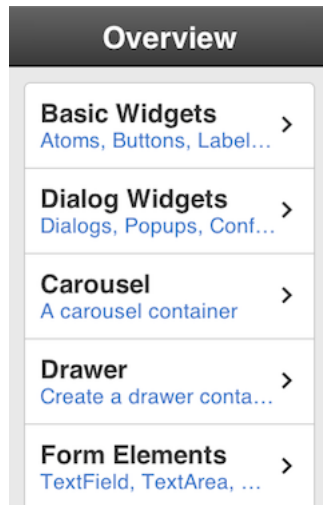 Overview
Basic Widgets
Atoms, Buttons, Label...
Dialog Widgets
Dialogs, Popups, Conf...
Carousel
A carousel container
Drawer
Create a drawer conta...
Form Elements
TextField, TextArea, ...